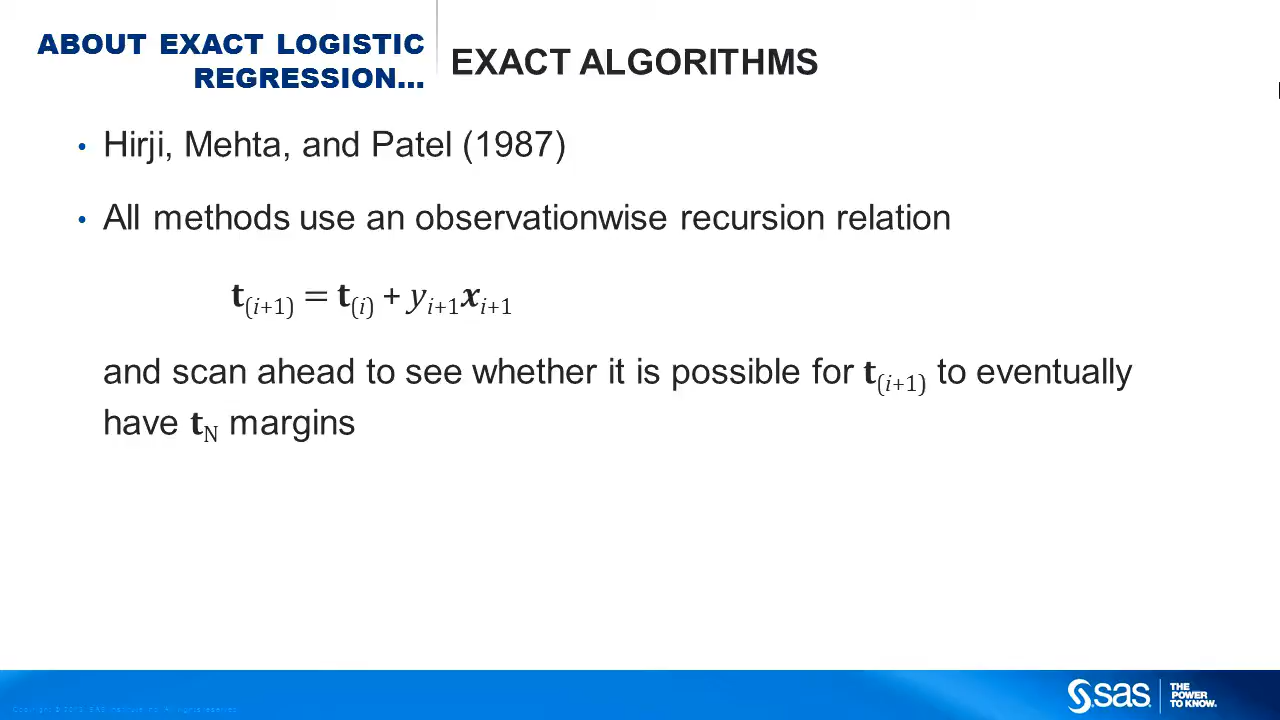 ABOUT EXACT LOGISTIC
REGRESSION...
EXACT ALGORITHMS
• Hirji, Mehta, and Patel (1987)
• All methods use an observationwise recursion relation
t(i+1) = t(i) + yi+1xi+1
and scan ahead to see whether it is possible for t(i+1) to eventually
have tN margins
sas
THE
POWER
TO KNOW.